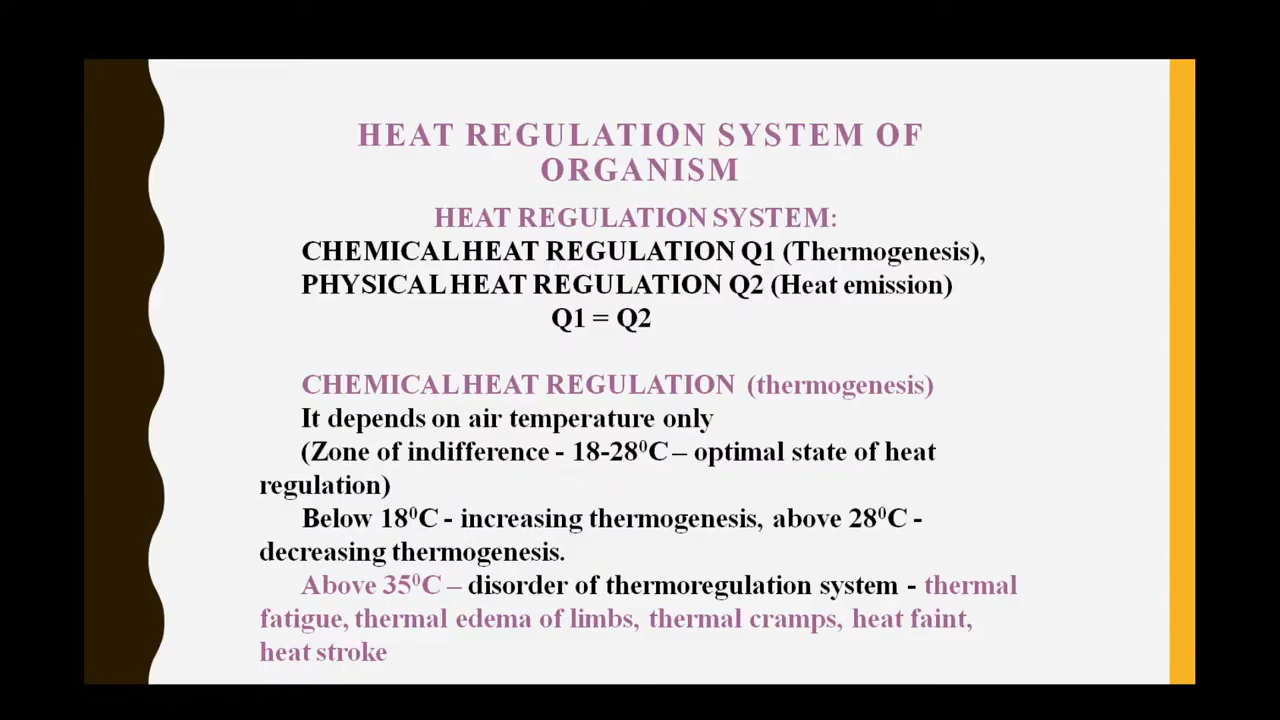 HEAT REGULATION SYSTEM OF
ORGANISM
HEAT REGULATION SYSTEM:
CHEMICAL HEAT REGULATION Q1 (Thermogenesis),
PHYSICAL HEAT REGULATION Q2 (Heat emission)
Q1 = Q2
CHEMICAL HEAT REGULATION (thermogenesis)
It depends on air temperature only
(Zone of indifference - 18-28⁰C – optimal state of heat
regulation)
Below 18⁰C - increasing thermogenesis, above 28⁰C -
decreasing thermogenesis.
Above 35⁰C – disorder of thermoregulation system - thermal
fatigue, thermal edema of limbs, thermal cramps, heat faint,
heat stroke